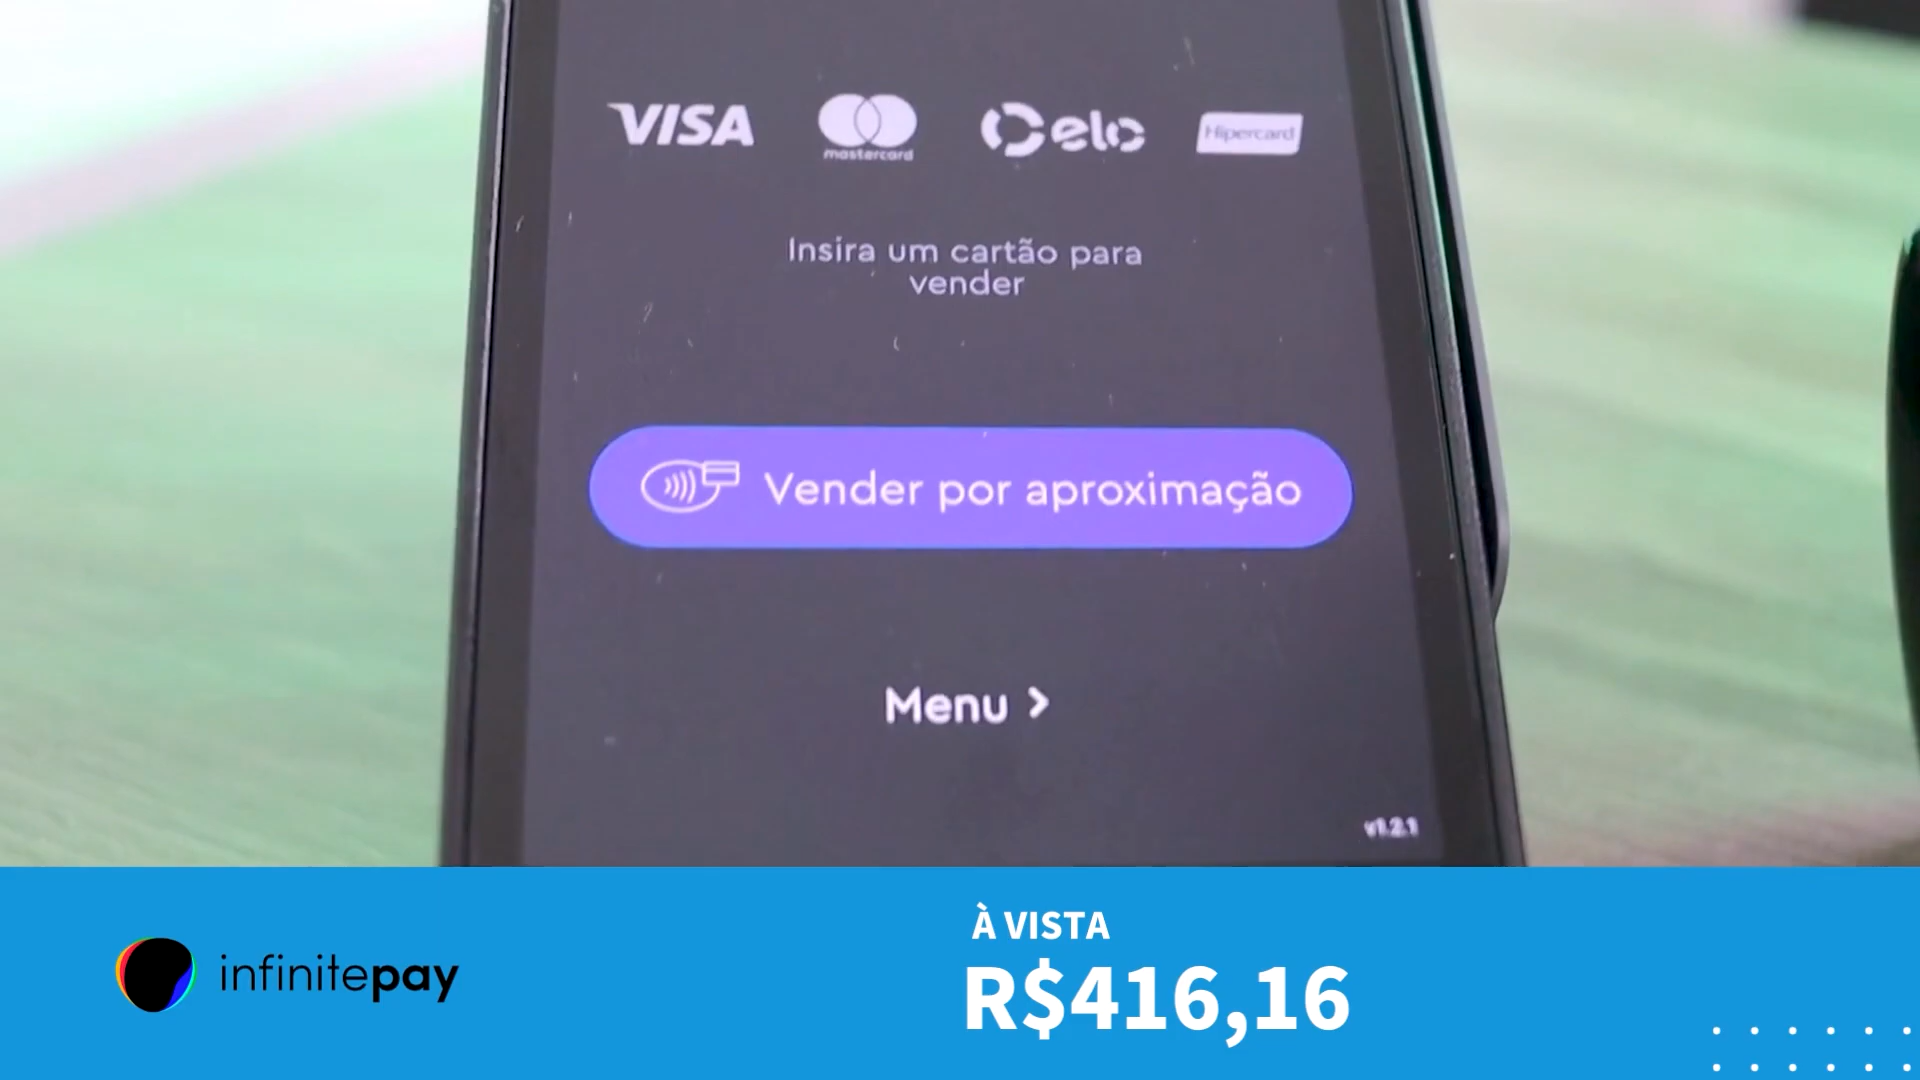 VISA
mastercard
elo
Hipercard
Insira um cartão para
vender
Vender por aproximação
Menu >
v1.2.1
infinitepay
À VISTA
R$416,16